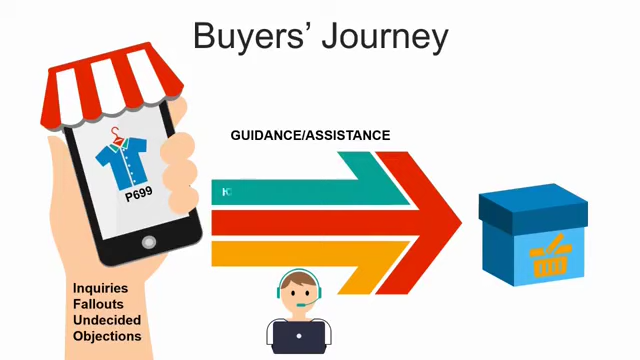 Buyers' Journey
GUIDANCE/ASSISTANCE
P699
Inquiries
Fallouts
Undecided
Objections